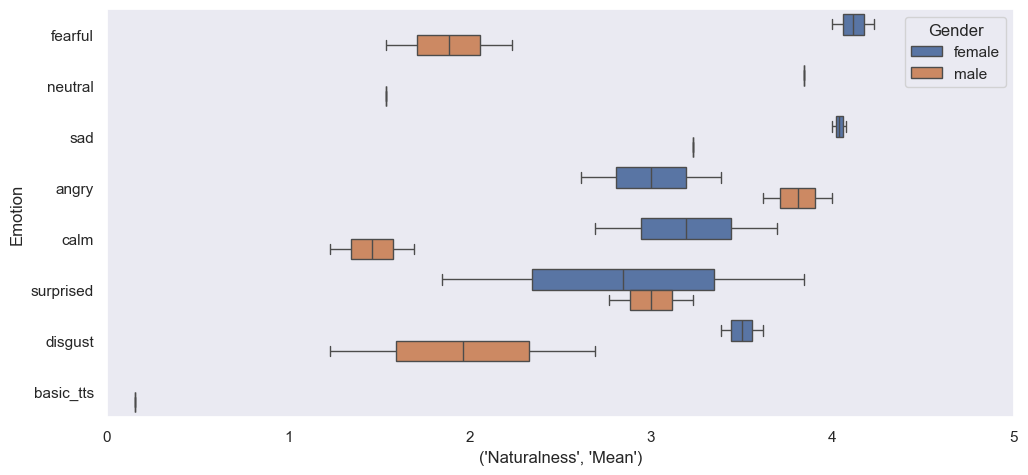 fearful
neutral
sad
angry
calm
surprised
disgust
basic_tts
Emotion
Gender
female
male
0 1 2 3 4 5
('Naturalness', 'Mean')